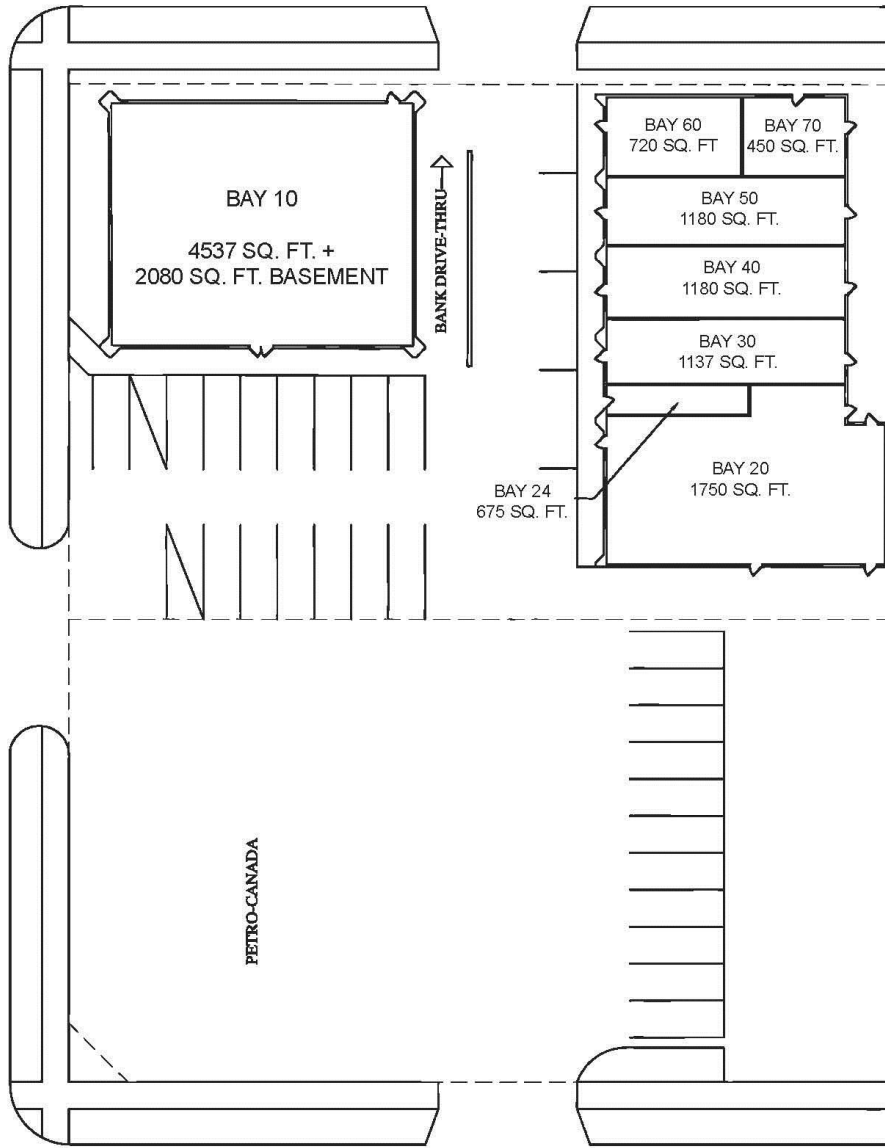 BAY 10
4537 SQ. FT. +
2080 SQ. FT. BASEMENT
BANK DRIVE-THRU
BAY 60
720 SQ. FT
BAY 70
450 SQ. FT.
BAY 50
1180 SQ. FT.
BAY 40
1180 SQ. FT.
BAY 30
1137 SQ. FT.
BAY 24
675 SQ. FT.
BAY 20
1750 SQ. FT.
PETRO-CANADA